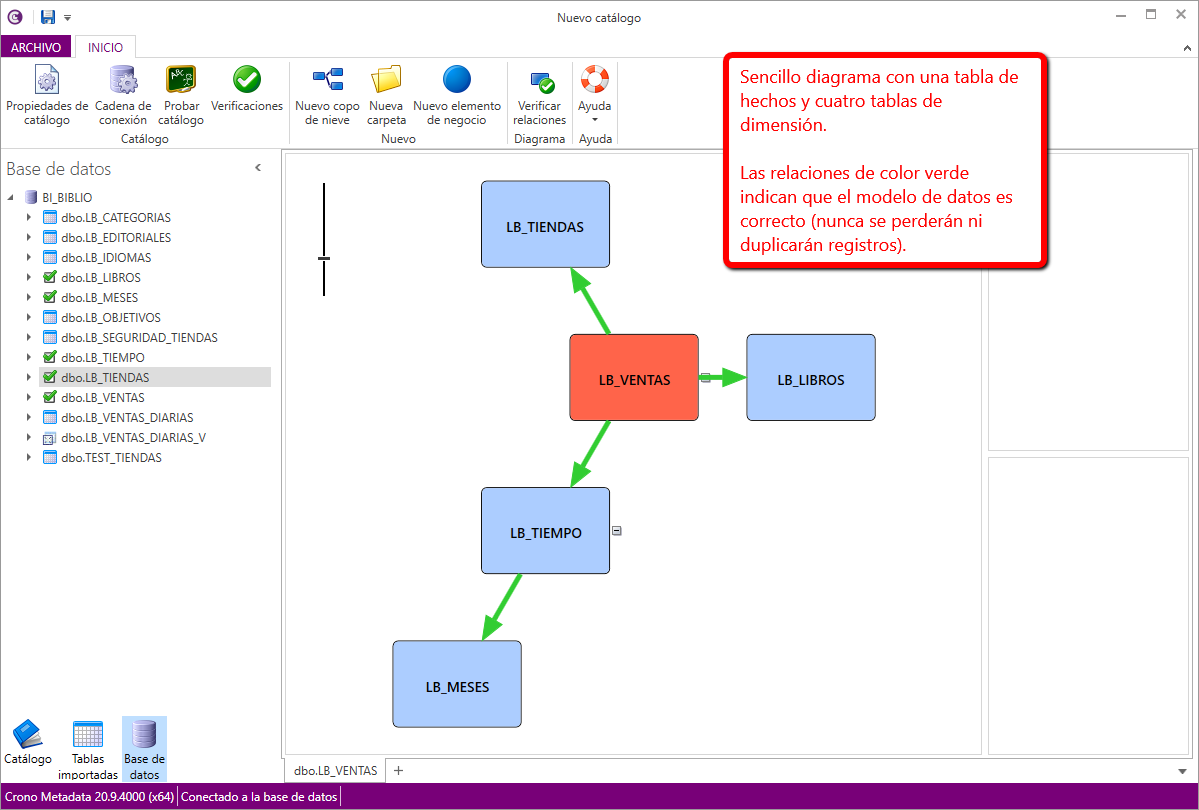 Nuevo catálogo
ARCHIVO
INICIO
Propiedades de
catálogo
Cadena de
conexión
Probar
catálogo
Verificaciones
Catálogo
Nuevo copo
de nieve
Nueva
carpeta
Nuevo elemento
de negocio
Nuevo
Verificar
relaciones
Diagrama
Ayuda
Ayuda
Sencillo diagrama con una tabla de
hechos y cuatro tablas de
dimensión.
Las relaciones de color verde
indican que el modelo de datos es
correcto (nunca se perderán ni
duplicarán registros).
Base de datos
BI_BIBLIO
dbo.LB_CATEGORIAS
dbo.LB_EDITORIALES
dbo.LB_IDIOMAS
dbo.LB_LIBROS
dbo.LB_MESES
dbo.LB_OBJETIVOS
dbo.LB_SEGURIDAD_TIENDAS
dbo.LB_TIEMPO
dbo.LB_TIENDAS
dbo.LB_VENTAS
dbo.LB_VENTAS_DIARIAS
dbo.LB_VENTAS_DIARIAS_V
dbo.TEST_TIENDAS
LB_TIENDAS
LB_VENTAS
LB_LIBROS
LB_TIEMPO
LB_MESES
Catálogo
Tablas
importadas
Base de
datos
dbo.LB_VENTAS
Crono Metadata 20.9.4000 (x64)
Conectado a la base de datos